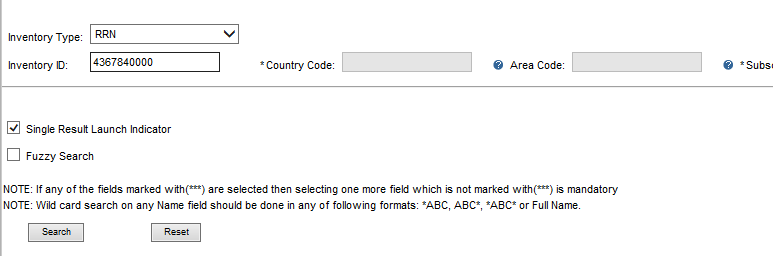 Inventory Type: RRN
Inventory ID: 4367840000 *Country Code: Area Code: *Subsc
Single Result Launch Indicator
Fuzzy Search
NOTE: If any of the fields marked with(***) are selected then selecting one more field which is not marked with(***) is mandatory
NOTE: Wild card search on any Name field should be done in any of following formats: *ABC, ABC*, *ABC* or Full Name.
Search Reset